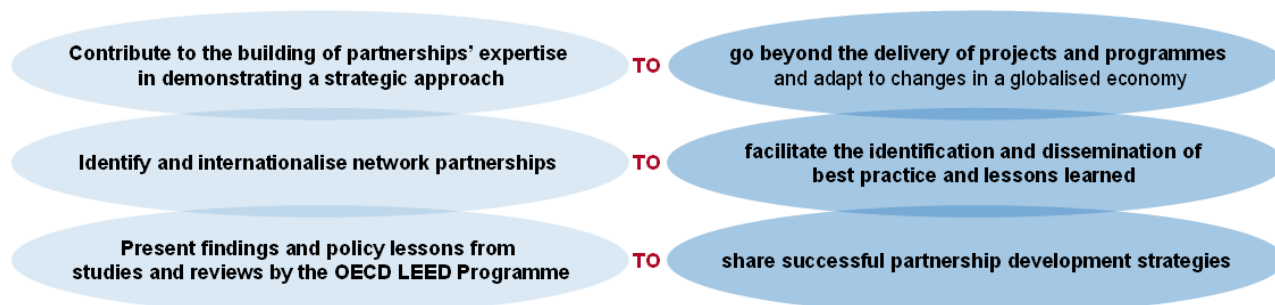 Contribute to the building of partnerships’ expertise
in demonstrating a strategic approach
TO
go beyond the delivery of projects and programmes
and adapt to changes in a globalised economy
Identify and internationalise network partnerships
TO
facilitate the identification and dissemination of
best practice and lessons learned
Present findings and policy lessons from
studies and reviews by the OECD LEED Programme
TO
share successful partnership development strategies